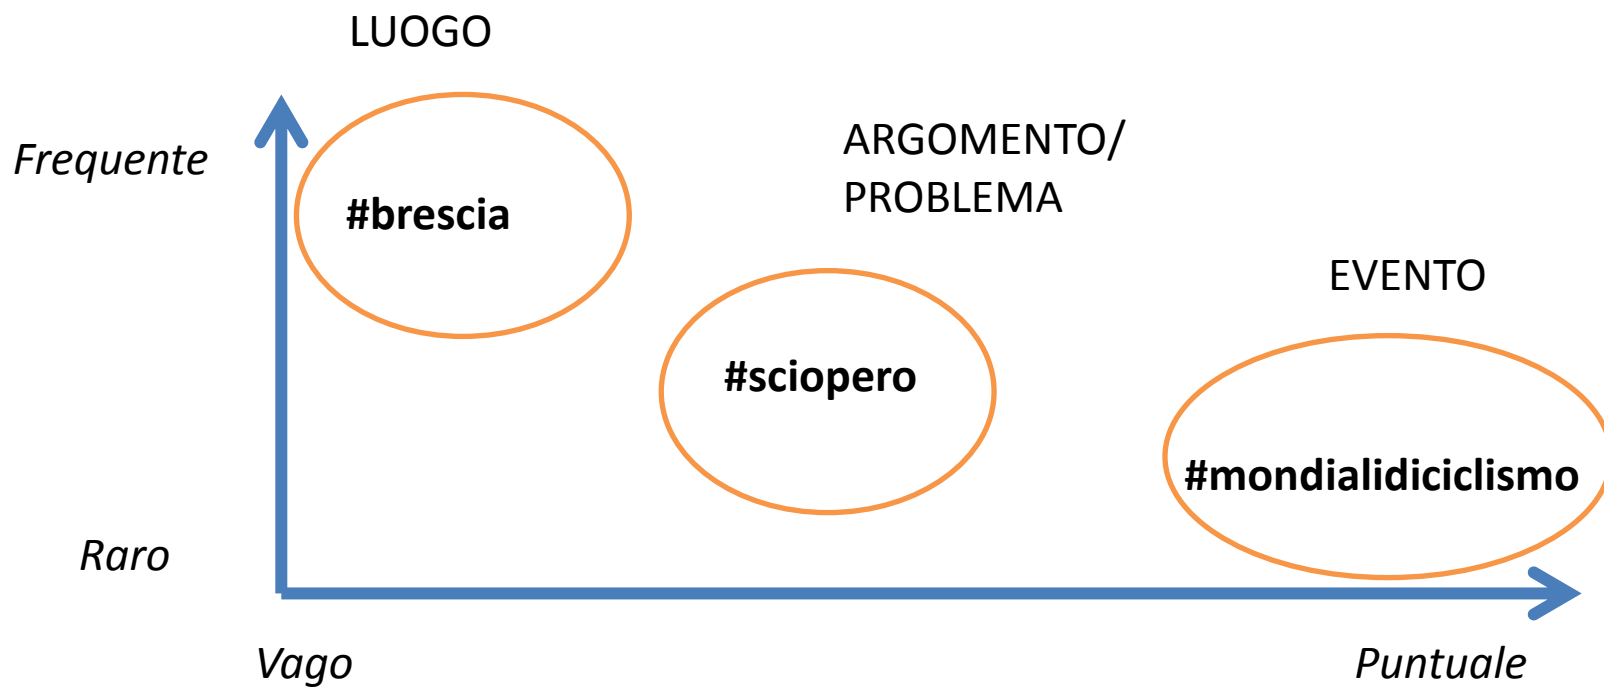 LUOGO
Frequente
ARGOMENTO/
PROBLEMA
#brescia
EVENTO
#sciopero
#mondialidiciclismo
Raro
Vago
Puntuale